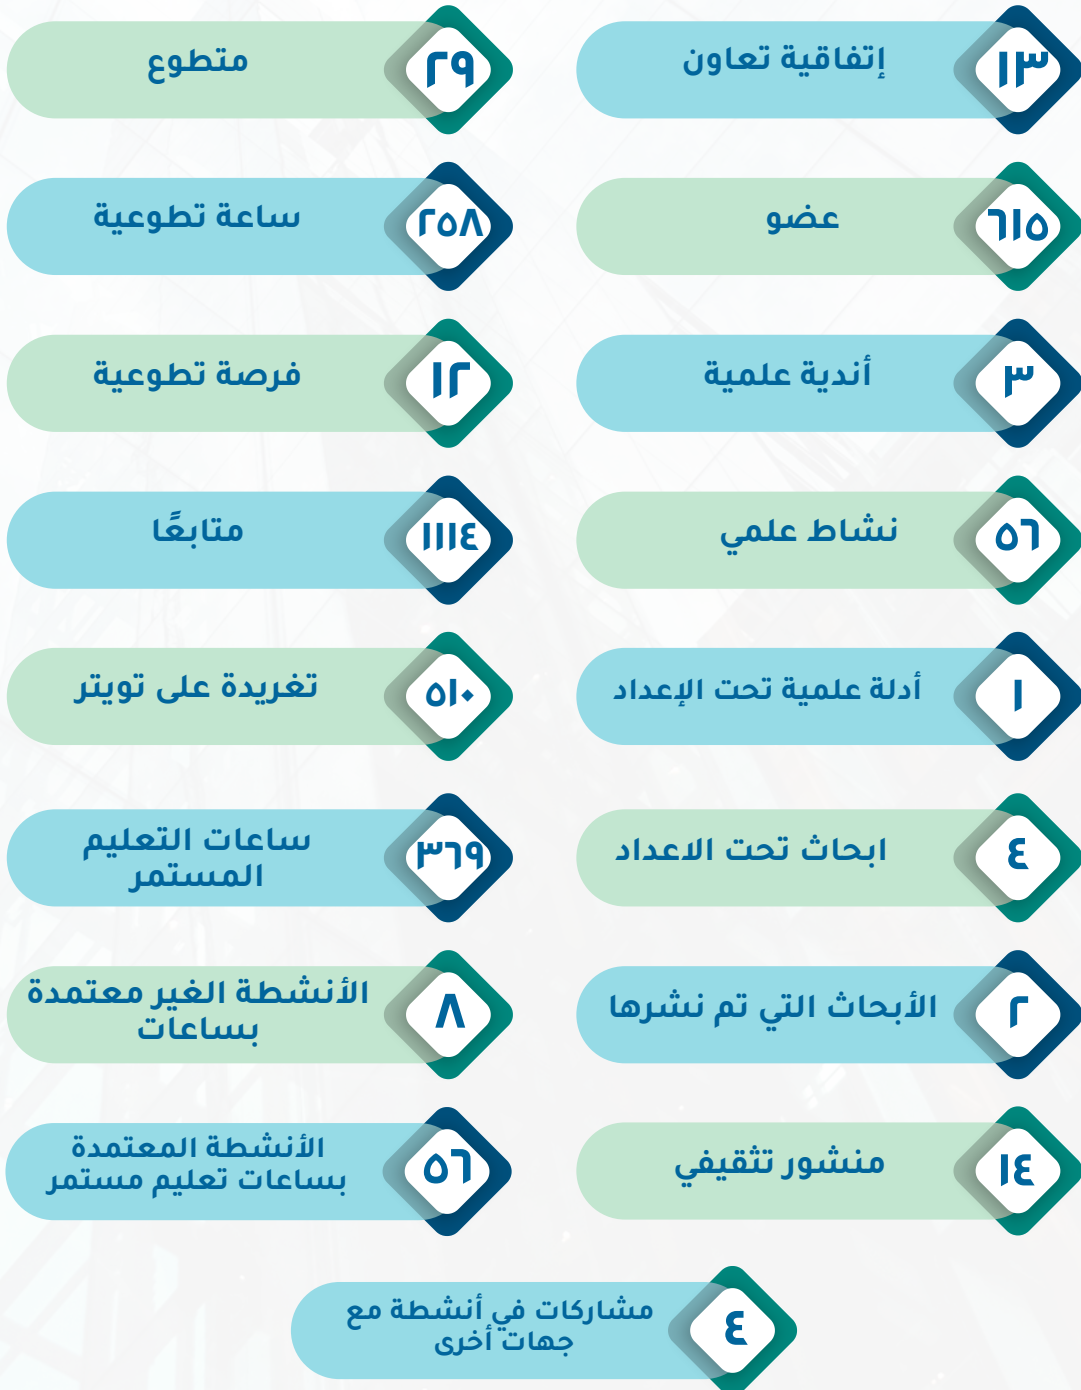 ١٣
إتفاقية تعاون
٢٩
متطوع
٦١٥
عضو
٢٥٨
ساعة تطوعية
٣
أندية علمية
١٢
فرصة تطوعية
٥٦
نشاط علمي
١١١٤
متابعًا
١
أدلة علمية تحت الإعداد
٥١٠
تغريدة على تويتر
٤
ابحاث تحت الاعداد
٣٦٩
ساعات التعليم
المستمر
٢
الأبحاث التي تم نشرها
٨
الأنشطة الغير معتمدة
بساعات
١٤
منشور تثقيفي
٥٦
الأنشطة المعتمدة
بساعات تعليم مستمر
٤
مشاركات في أنشطة مع
جهات أخرى